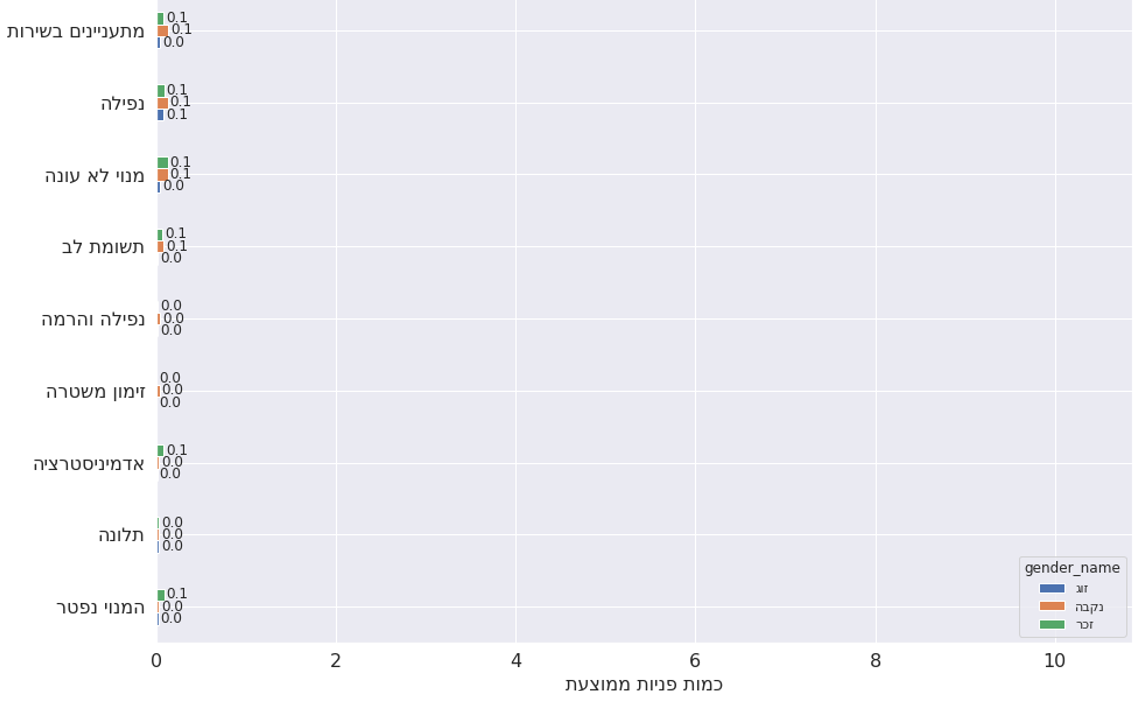 מתעניינים בשירות
0.1
0.1
0.0
נפילה
0.1
0.1
0.1
מנוי לא עונה
0.1
0.1
0.0
תשומת לב
0.1
0.1
0.0
נפילה והרמה
0.0
0.0
0.0
זימון משטרה
0.0
0.0
0.0
אדמיניסטרציה
0.1
0.0
0.0
תלונה
0.0
0.0
0.0
המנוי נפטר
0.1
0.0
0.0
gender_name
זוג
נקבה
זכר
0 2 4 6 8 10
כמות פניות ממוצעת